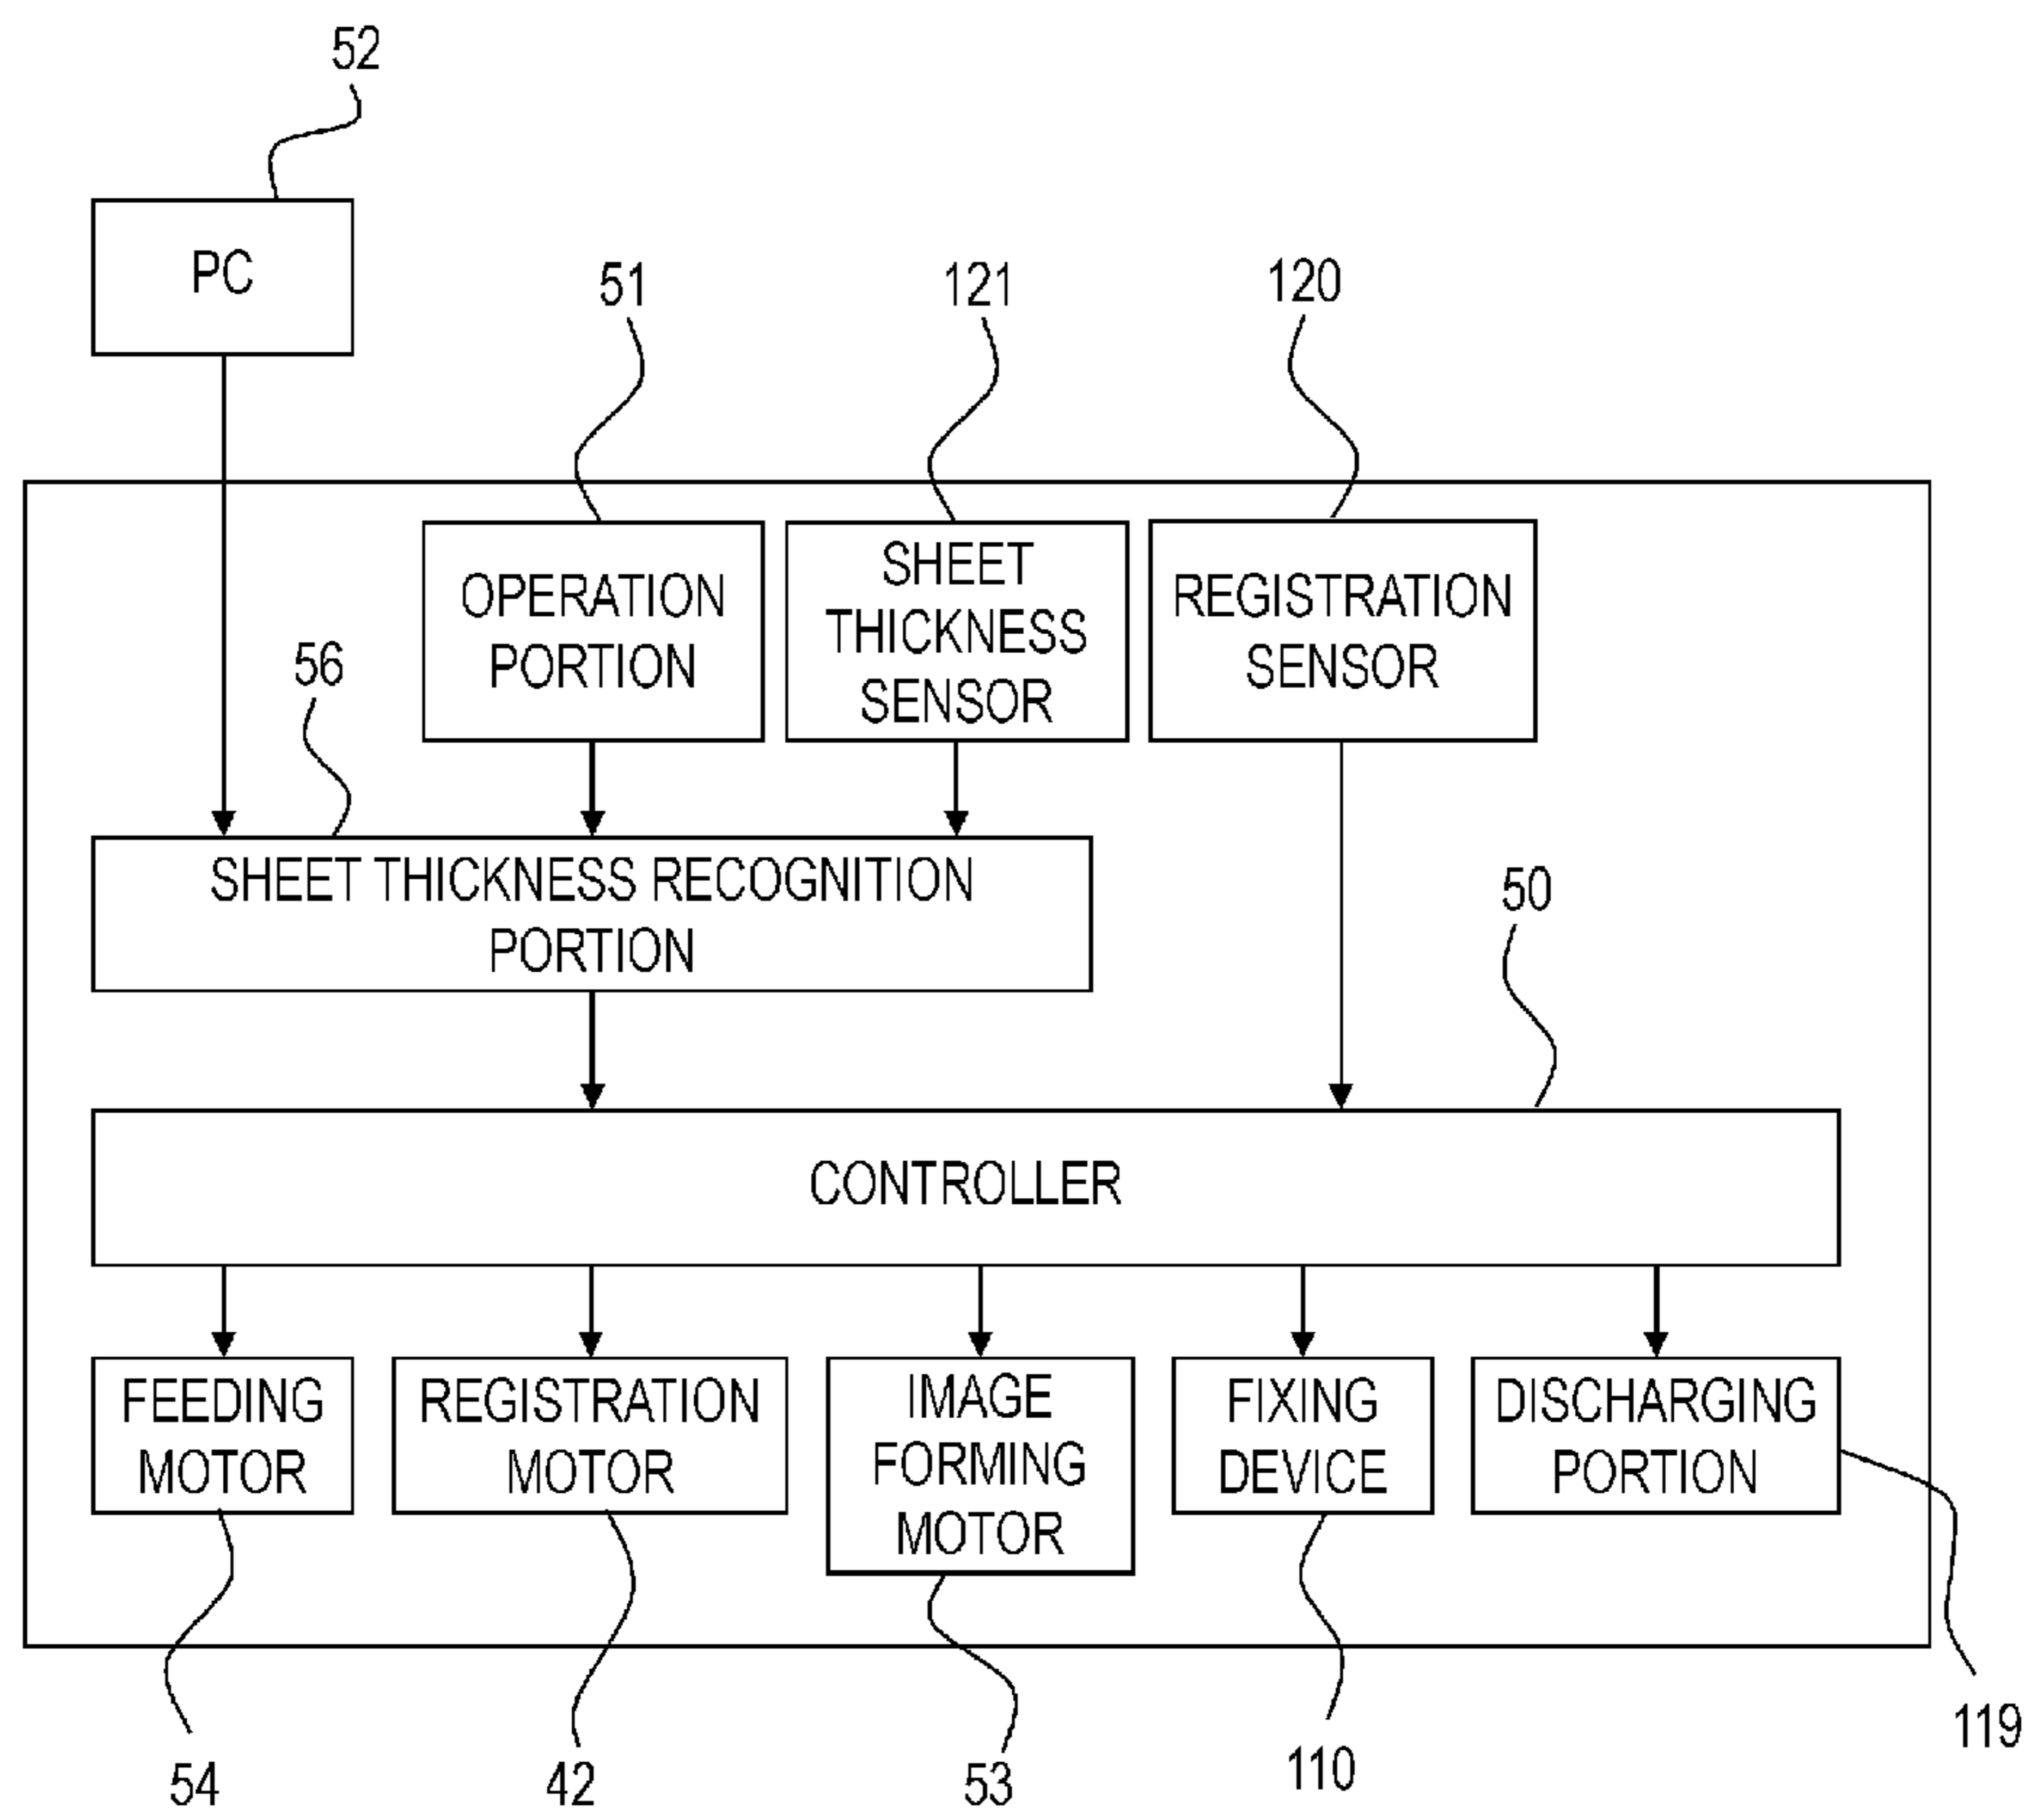 52
PC
51
121
120
OPERATION
PORTION
SHEET
THICKNESS
SENSOR
REGISTRATION
SENSOR
56
SHEET THICKNESS RECOGNITION
PORTION
50
CONTROLLER
FEEDING
MOTOR
REGISTRATION
MOTOR
IMAGE
FORMING
MOTOR
FIXING
DEVICE
DISCHARGING
PORTION
54
42
53
110
119